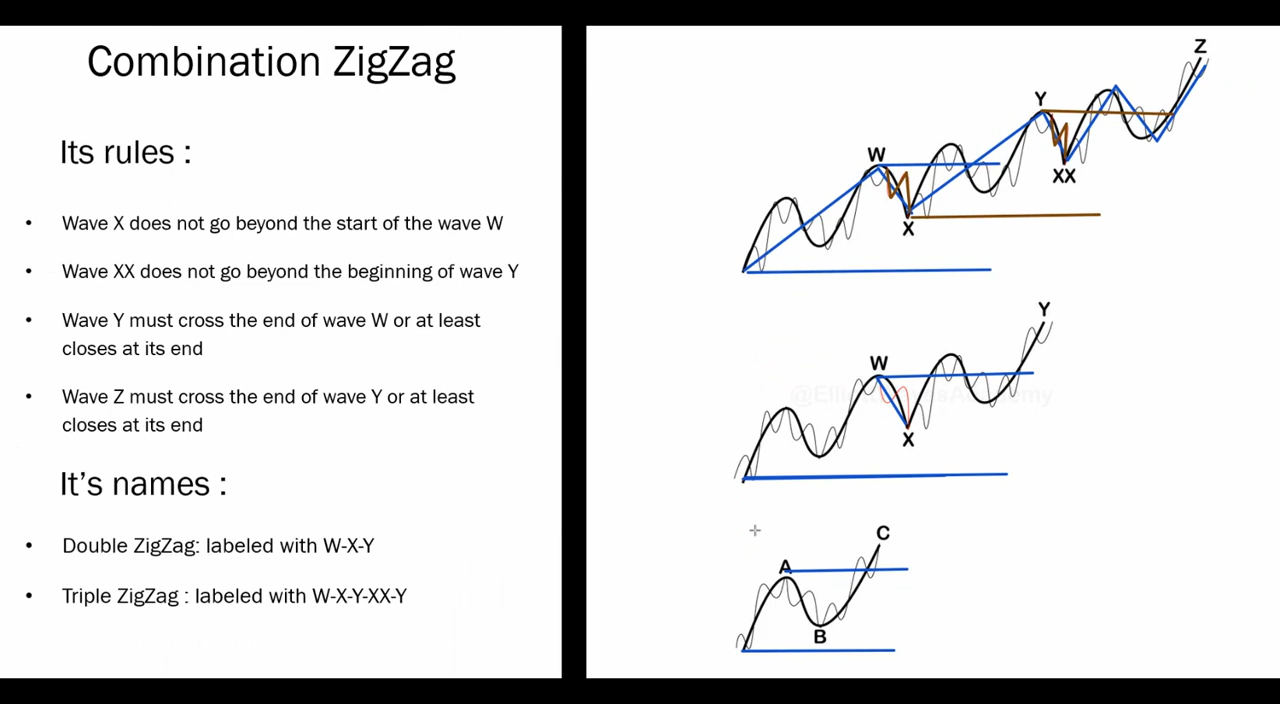 Combination ZigZag
Its rules :
• Wave X does not go beyond the start of the wave W
• Wave XX does not go beyond the beginning of wave Y
• Wave Y must cross the end of wave W or at least
closes at its end
• Wave Z must cross the end of wave Y or at least
closes at its end
It’s names :
• Double ZigZag: labeled with W-X-Y
• Triple ZigZag : labeled with W-X-Y-XX-Y
Z
Y
W
XX
X
Y
W
X
C
A
B